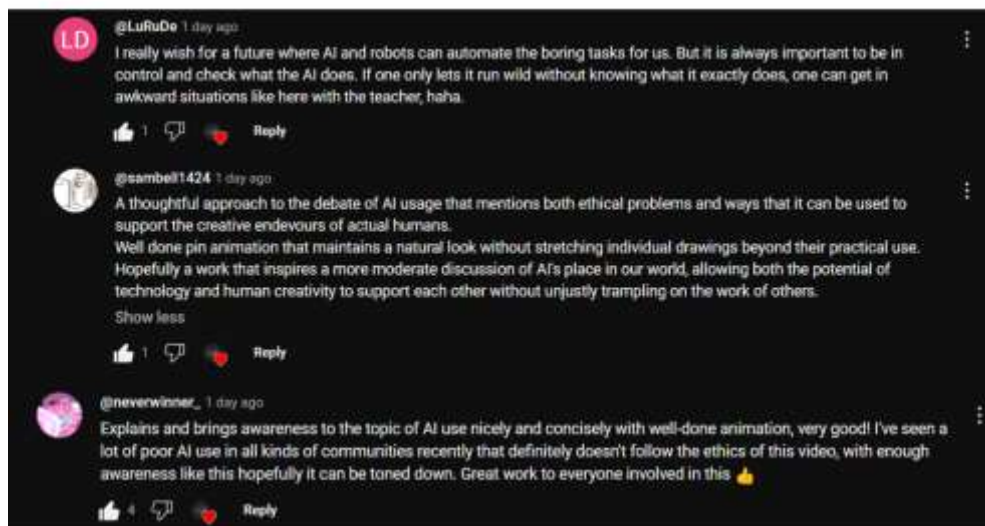 LD
@LuRuDe 1 day ago
I really wish for a future where AI and robots can automate the boring tasks for us. But it is always important to be in
control and check what the AI does. If one only lets it run wild without knowing what it exactly does, one can get in
awkward situations like here with the teacher, haha.
1 Reply
@sambell1424 1 day ago
A thoughtful approach to the debate of AI usage that mentions both ethical problems and ways that it can be used to
support the creative endevours of actual humans.
Well done pin animation that maintains a natural look without stretching individual drawings beyond their practical use.
Hopefully a work that inspires a more moderate discussion of AI's place in our world, allowing both the potential of
technology and human creativity to support each other without unjustly trampling on the work of others.
Show less
1 Reply
@neverwinner_ 1 day ago
Explains and brings awareness to the topic of AI use nicely and concisely with well-done animation, very good! I've seen a
lot of poor AI use in all kinds of communities recently that definitely doesn't follow the ethics of this video, with enough
awareness like this hopefully it can be toned down. Great work to everyone involved in this 👍
4 Reply